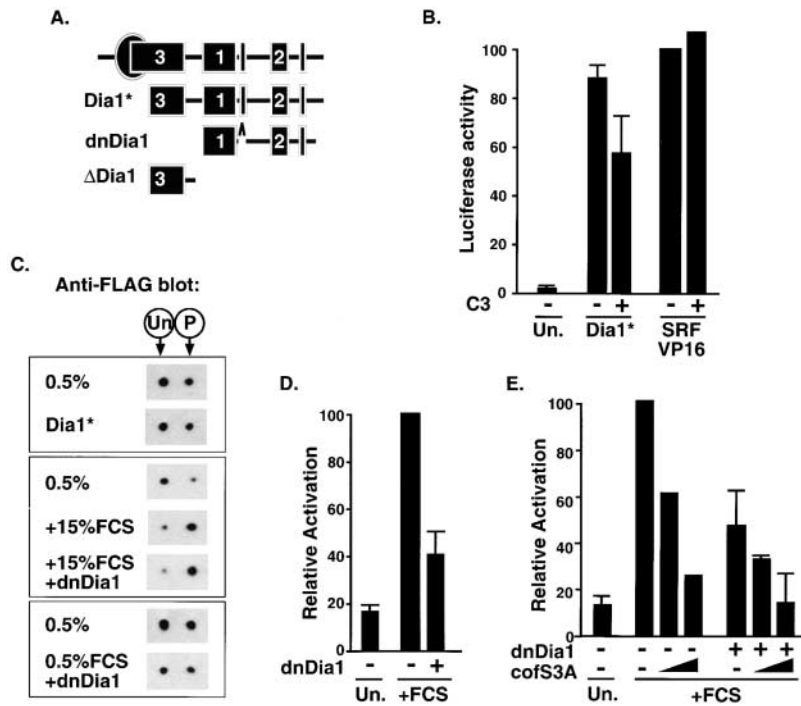 A.
3 1 2
Dia1* 3 1 2
dnDia1 1 2
ΔDia1 3
B.
Luciferase activity
100
80
60
40
20
0
C3 - - + - +
Un. Dia1* SRF
VP16
C.
Anti-FLAG blot:
Un P
0.5%
Dia1*
0.5%
+15%FCS
+15%FCS
+dnDia1
0.5%
0.5%FCS
+dnDia1
D.
Relative Activation
100
80
60
40
20
0
dnDia1 - - +
Un. +FCS
E.
Relative Activation
100
80
60
40
20
0
dnDia1 - - - - + + +
cofS3A - - -
Un. +FCS